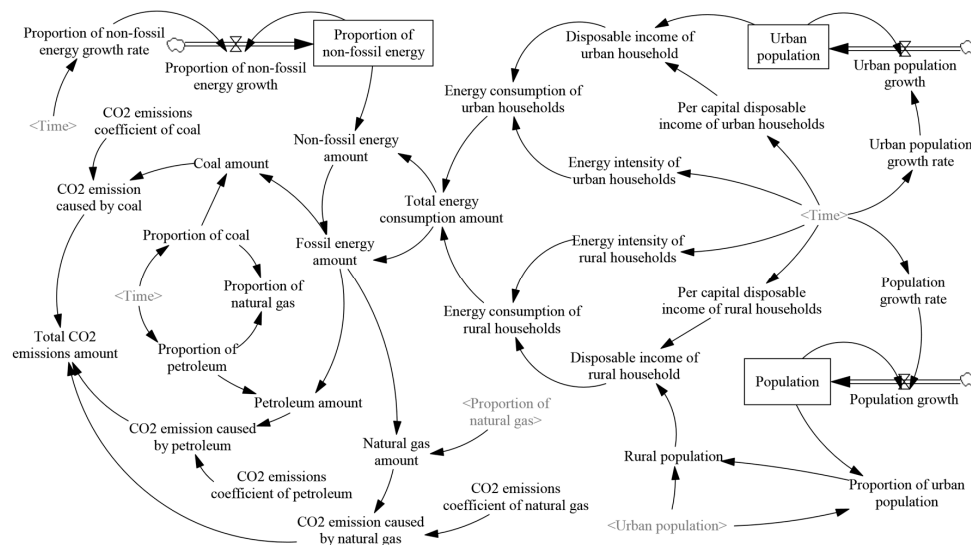 Proportion of non-fossil
energy growth rate
Proportion of
non-fossil energy
Proportion of non-fossil
energy growth
<Time>
CO2 emissions
coefficient of coal
Non-fossil energy
amount
Coal amount
CO2 emission
caused by coal
Proportion of coal
Fossil energy
amount
Proportion of
natural gas
<Time>
Total CO2
emissions amount
Proportion of
petroleum
Petroleum amount
CO2 emission caused
by petroleum
CO2 emissions
coefficient of petroleum
Natural gas
amount
<Proportion of
natural gas>
CO2 emissions
coefficient of natural gas
CO2 emission caused
by natural gas
Disposable income of
urban household
Energy consumption of
urban households
Per capital disposable
income of urban households
Energy intensity of
urban households
Total energy
consumption amount
Energy intensity of
rural households
Energy consumption of
rural households
Per capital disposable
income of rural households
Disposable income of
rural household
Urban
population
Urban population
growth
Urban population
growth rate
<Time>
Population
growth rate
Population
Population growth
Rural population
Proportion of urban
population
<Urban population>